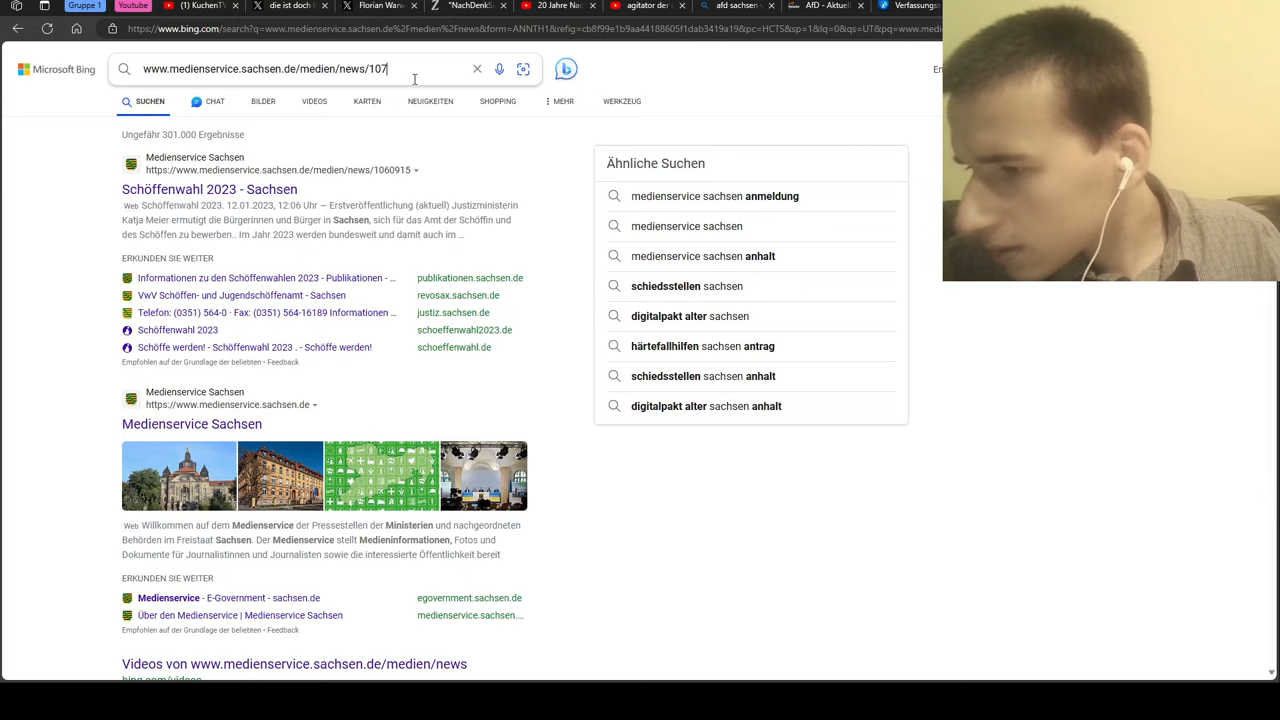 Gruppe 1
Youtube
(1) KuchenTV
die ist doch l
Florian Warw
"NachDenkSe
20 Jahre Nac
agitator der s
afd sachsen v
AfD - Aktuell
Verfassungss
https://www.bing.com/search?q=www.medienservice.sachsen.de%2Fmedien%2Fnews&form=ANNTH1&refig=cb8f99e1b9aa44188605f1dab3419a19&pc=HCTS&sp=1&lq=0&qs=UT&pq=www.med
Microsoft Bing
www.medienservice.sachsen.de/medien/news/107
En
SUCHEN
CHAT
BILDER
VIDEOS
KARTEN
NEUIGKEITEN
SHOPPING
MEHR
WERKZEUG
Ungefähr 301.000 Ergebnisse
Medienservice Sachsen
https://www.medienservice.sachsen.de/medien/news/1060915
Schöffenwahl 2023 - Sachsen
Web Schöffenwahl 2023. 12.01.2023, 12:06 Uhr — Erstveröffentlichung (aktuell) Justizministerin
Katja Meier ermutigt die Bürgerinnen und Bürger in Sachsen, sich für das Amt der Schöffin und
des Schöffen zu bewerben.. Im Jahr 2023 werden bundesweit und damit auch im …
ERKUNDEN SIE WEITER
Informationen zu den Schöffenwahlen 2023 - Publikationen - …
publikationen.sachsen.de
VwV Schöffen- und Jugendschöffenamt - Sachsen
revosax.sachsen.de
Telefon: (0351) 564-0 · Fax: (0351) 564-16189 Informationen …
justiz.sachsen.de
Schöffenwahl 2023
schoeffenwahl2023.de
Schöffe werden! - Schöffenwahl 2023 . - Schöffe werden!
schoeffenwahl.de
Empfohlen auf der Grundlage der beliebten • Feedback
Medienservice Sachsen
https://www.medienservice.sachsen.de
Medienservice Sachsen
Web Willkommen auf dem Medienservice der Pressestellen der Ministerien und nachgeordneten
Behörden im Freistaat Sachsen. Der Medienservice stellt Medieninformationen, Fotos und
Dokumente für Journalistinnen und Journalisten sowie die interessierte Öffentlichkeit bereit
ERKUNDEN SIE WEITER
Medienservice - E-Government - sachsen.de
egovernment.sachsen.de
Über den Medienservice | Medienservice Sachsen
medienservice.sachsen.…
Empfohlen auf der Grundlage der beliebten • Feedback
Videos von www.medienservice.sachsen.de/medien/news
bing.com/videos
Ähnliche Suchen
medienservice sachsen anmeldung
medienservice sachsen
medienservice sachsen anhalt
schiedsstellen sachsen
digitalpakt alter sachsen
härtefallhilfen sachsen antrag
schiedsstellen sachsen anhalt
digitalpakt alter sachsen anhalt